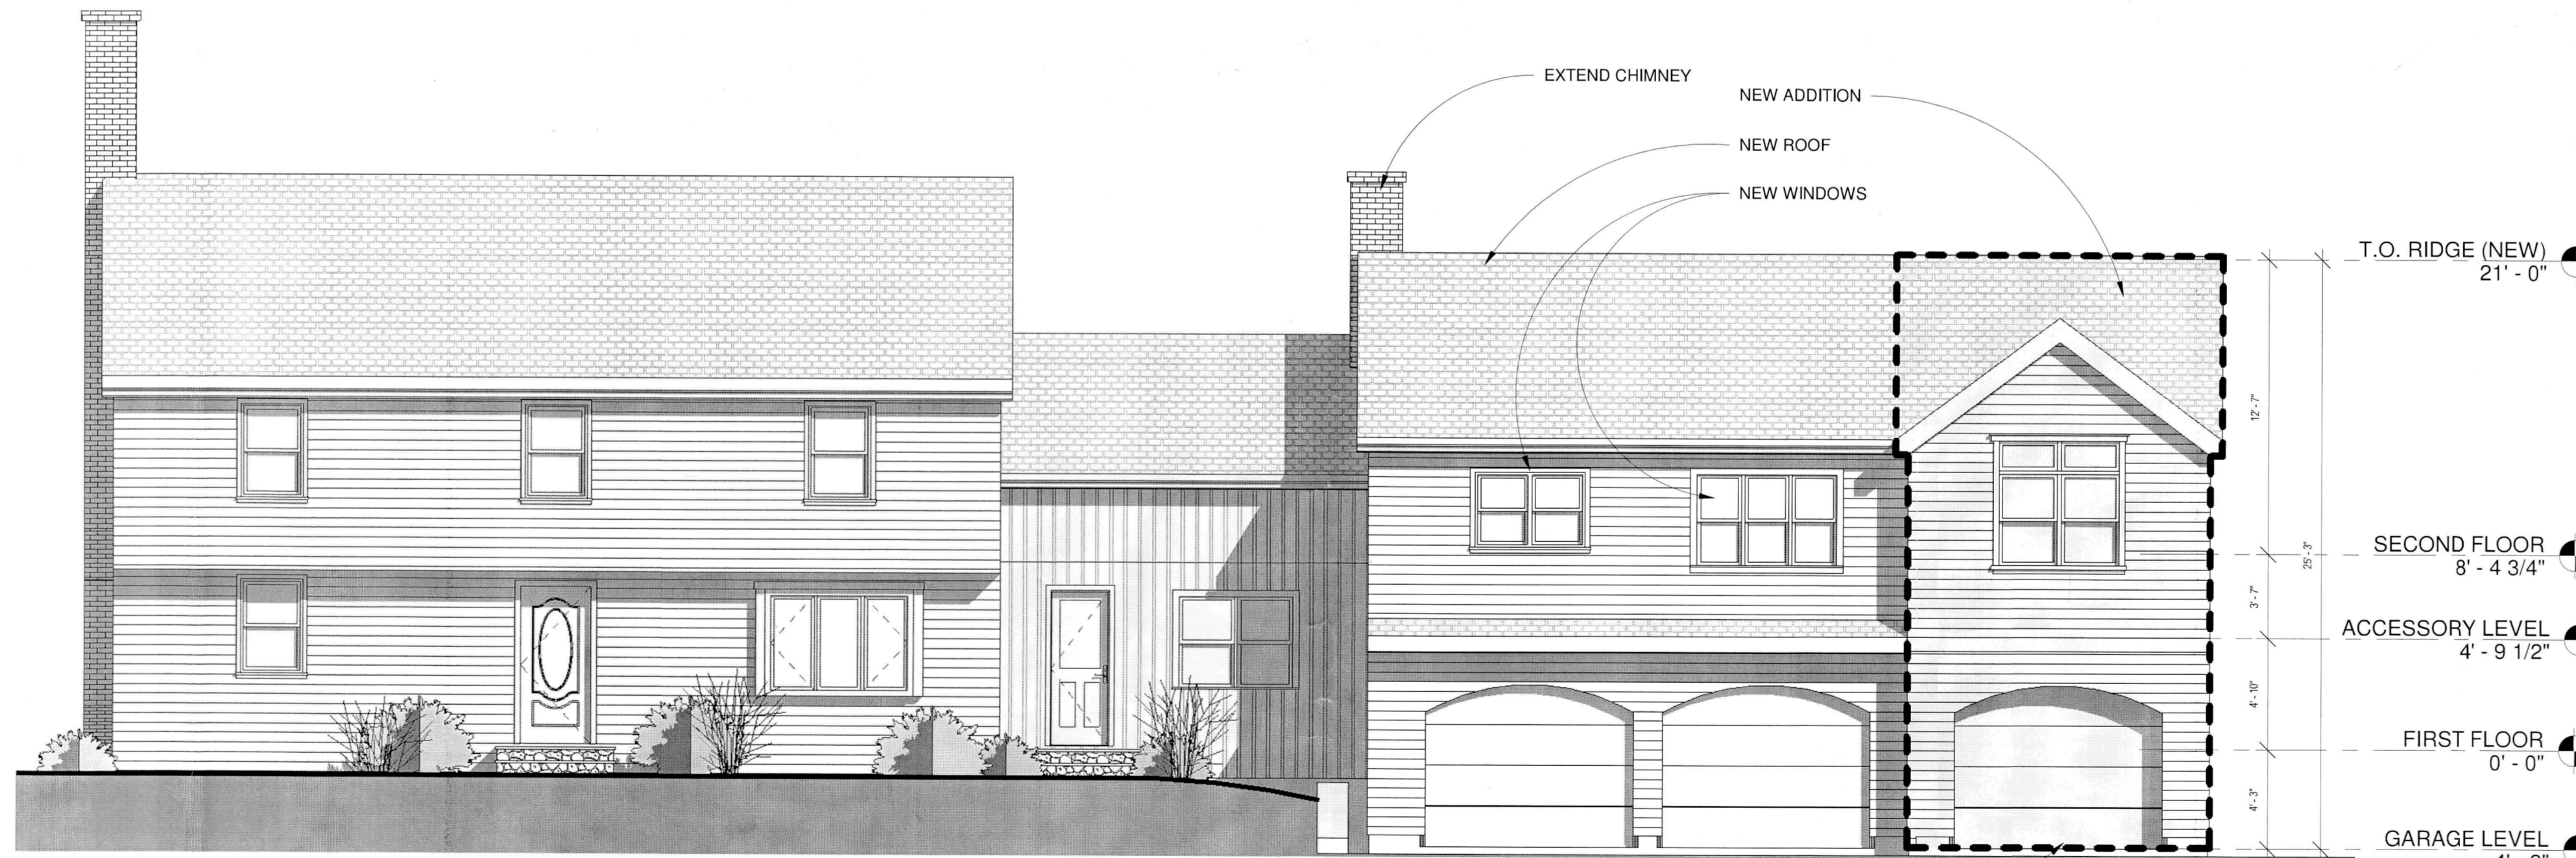 EXTEND CHIMNEY
NEW ADDITION
NEW ROOF
NEW WINDOWS
T.O. RIDGE (NEW)
21' - 0"
12' - 7"
SECOND FLOOR
8' - 4 3/4"
25' - 3"
3' - 7"
ACCESSORY LEVEL
4' - 9 1/2"
4' - 10"
FIRST FLOOR
0' - 0"
4' - 3"
GARAGE LEVEL